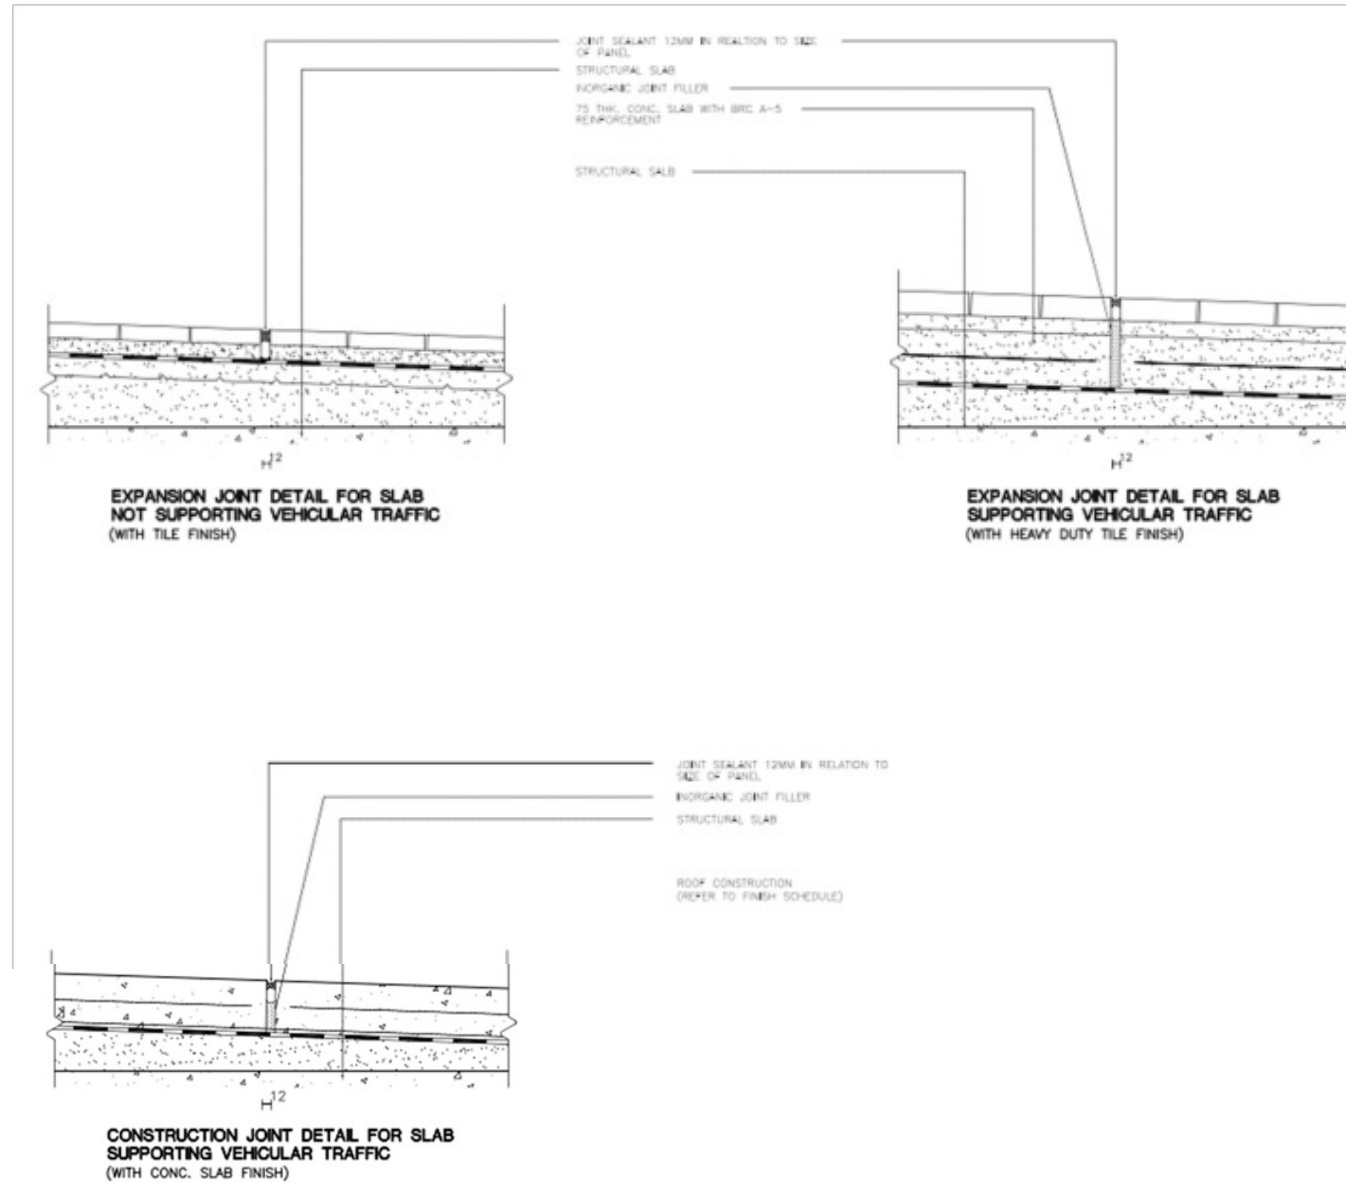 JOINT SEALANT 12MM IN REALTION TO SIZE
OF PANEL
STRUCTURAL SLAB
INORGANIC JOINT FILLER
75 THK. CONC. SLAB WITH BRC A-5
REINFORCEMENT
STRUCTURAL SALB
12
EXPANSION JOINT DETAIL FOR SLAB
NOT SUPPORTING VEHICULAR TRAFFIC
(WITH TILE FINISH)
12
EXPANSION JOINT DETAIL FOR SLAB
SUPPORTING VEHICULAR TRAFFIC
(WITH HEAVY DUTY TILE FINISH)
JOINT SEALANT 12MM IN RELATION TO
SIZE OF PANEL
INORGANIC JOINT FILLER
STRUCTURAL SLAB
ROOF CONSTRUCTION
(REFER TO FINISH SCHEDULE)
12
CONSTRUCTION JOINT DETAIL FOR SLAB
SUPPORTING VEHICULAR TRAFFIC
(WITH CONC. SLAB FINISH)